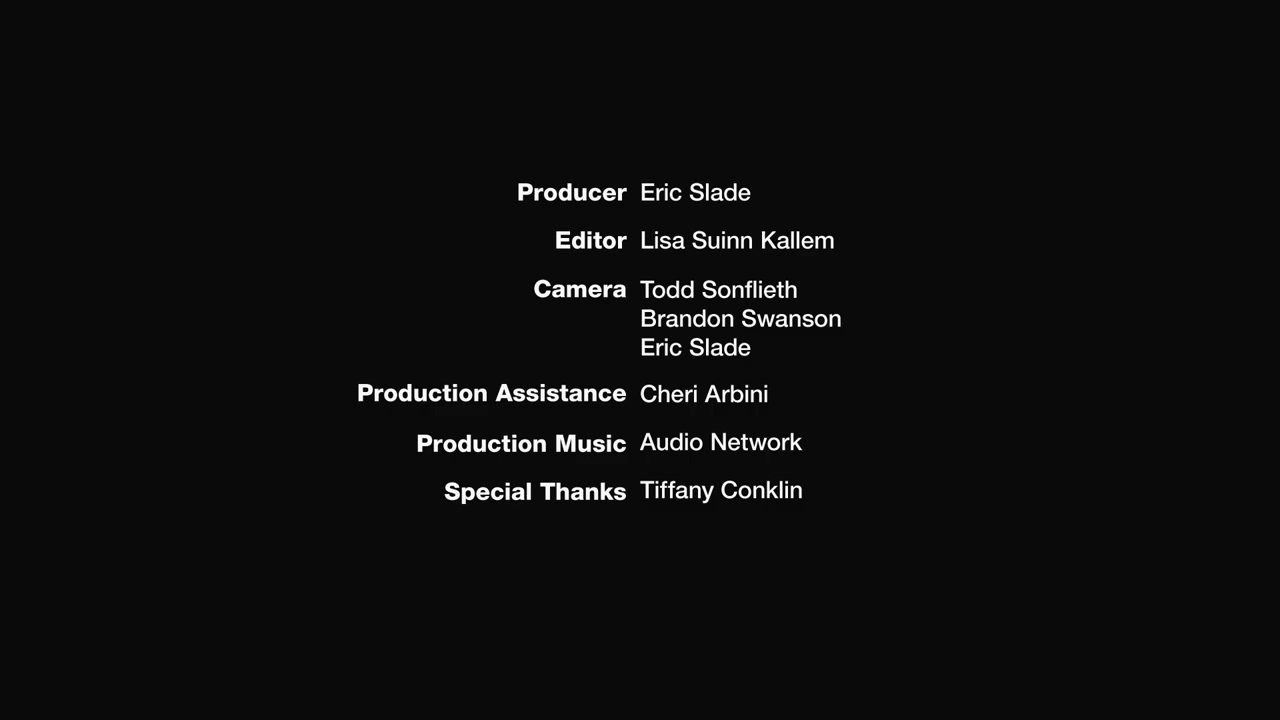 Producer Eric Slade
Editor Lisa Suinn Kallem
Camera Todd Sonflieth
Brandon Swanson
Eric Slade
Production Assistance Cheri Arbini
Production Music Audio Network
Special Thanks Tiffany Conklin